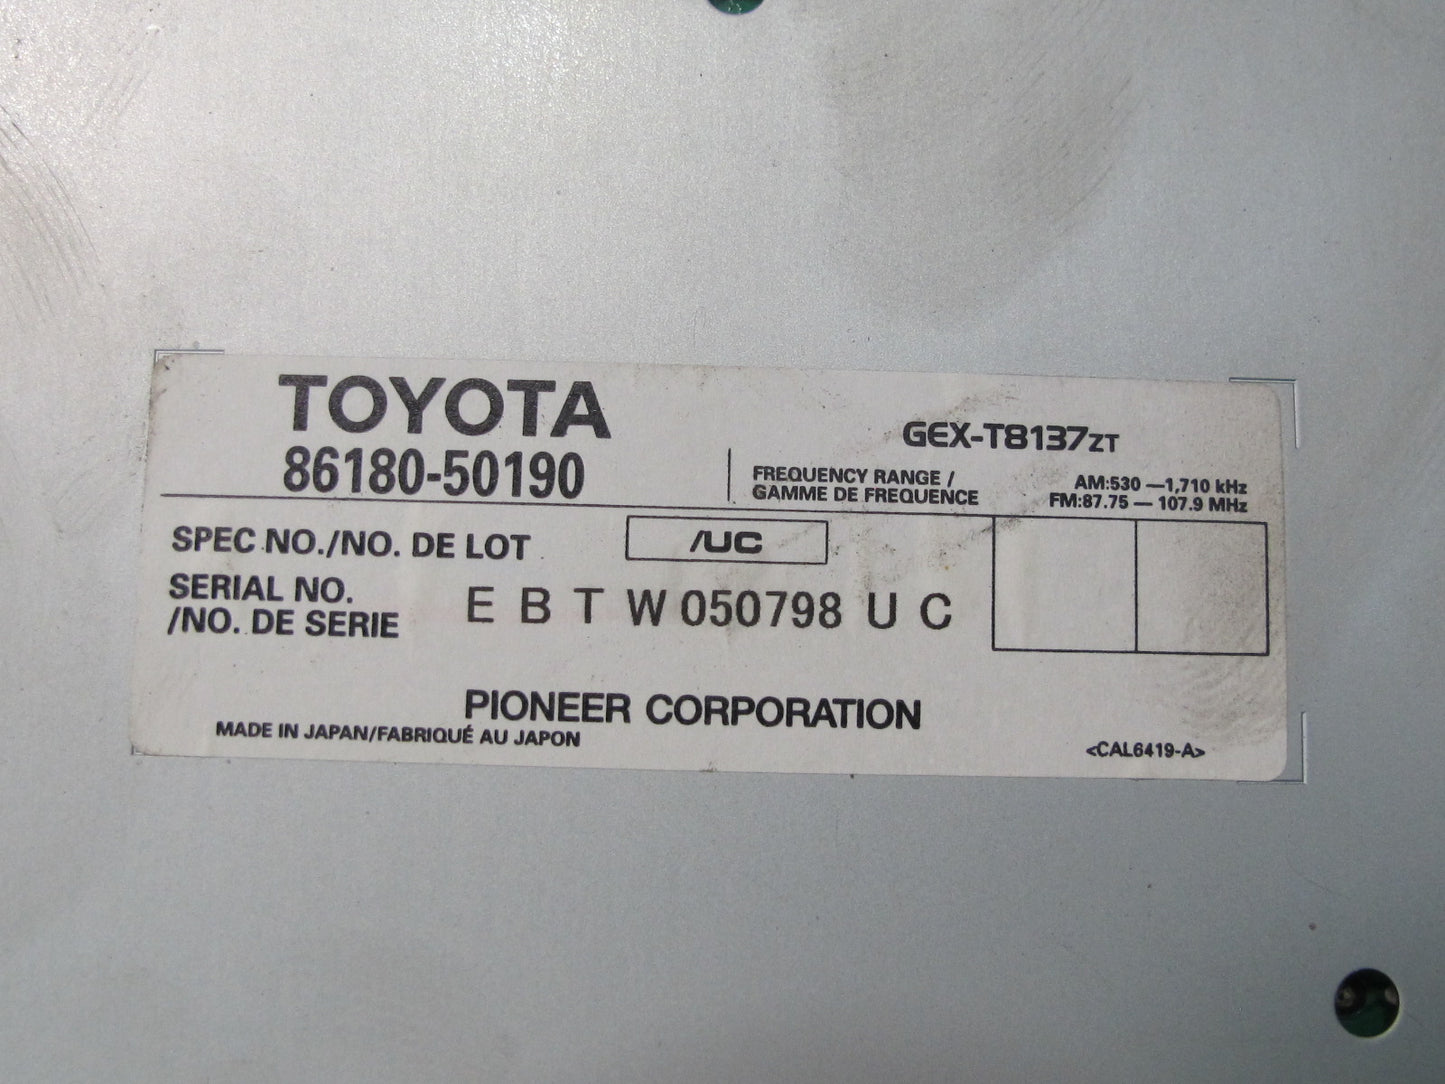 TOYOTA
86180-50190
GEX-T8137ZT
FREQUENCY RANGE /
GAMME DE FREQUENCE
AM:530 —1,710 kHz
FM:87.75 — 107.9 MHz
SPEC NO./NO. DE LOT
/UC
SERIAL NO.
/NO. DE SERIE
E B T W 050798 U C
PIONEER CORPORATION
MADE IN JAPAN/FABRIQUÉ AU JAPON
<CAL6419-A>